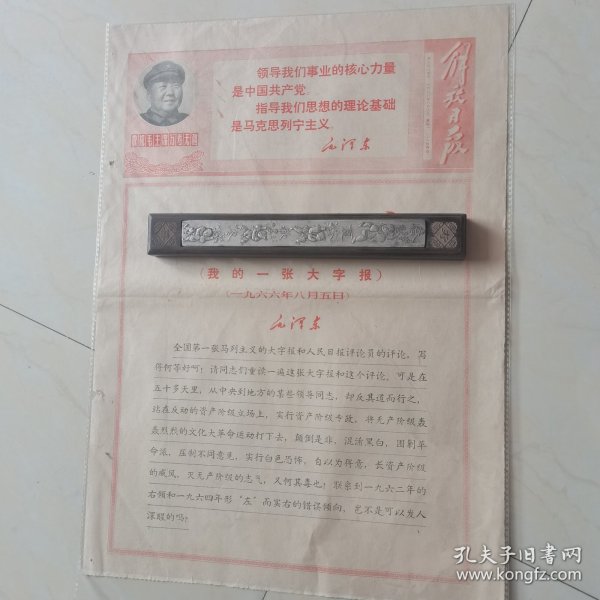 领导我们事业的核心力量
是中国共产党。
指导我们思想的理论基础
是马克思列宁主义。
毛泽东
解放日报
(我的一张大字报)
(一九六六年八月五日)
毛泽东
全国第一张马列主义的大字报和人民日报评论员的评论,写
得何等好呵!请同志们重读一遍这张大字报和这个评论。可是在
五十多天里,从中央到地方的某些领导同志,却反其道而行之,
站在反动的资产阶级立场上,实行资产阶级专政,将无产阶级轰
轰烈烈的文化大革命运动打下去,颠倒是非,混淆黑白,围剿革
命派,压制不同意见,实行白色恐怖,自以为得意,长资产阶级
的威风,灭无产阶级的志气,又何其毒也!联系到一九六二年的
右倾和一九六四年形“左”而实右的错误倾向,岂不是可以发人
深醒的吗?
孔夫子旧书网
www.kongfz.com